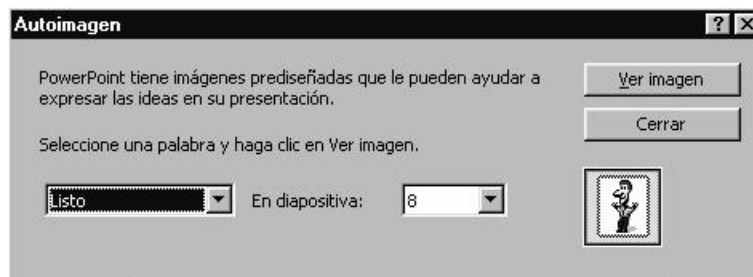 Autoimagen
PowerPoint tiene imágenes prediseñadas que le pueden ayudar a
expresar las ideas en su presentación.
Ver imagen
Cerrar
Seleccione una palabra y haga clic en Ver imagen.
Listo En diapositiva: 8